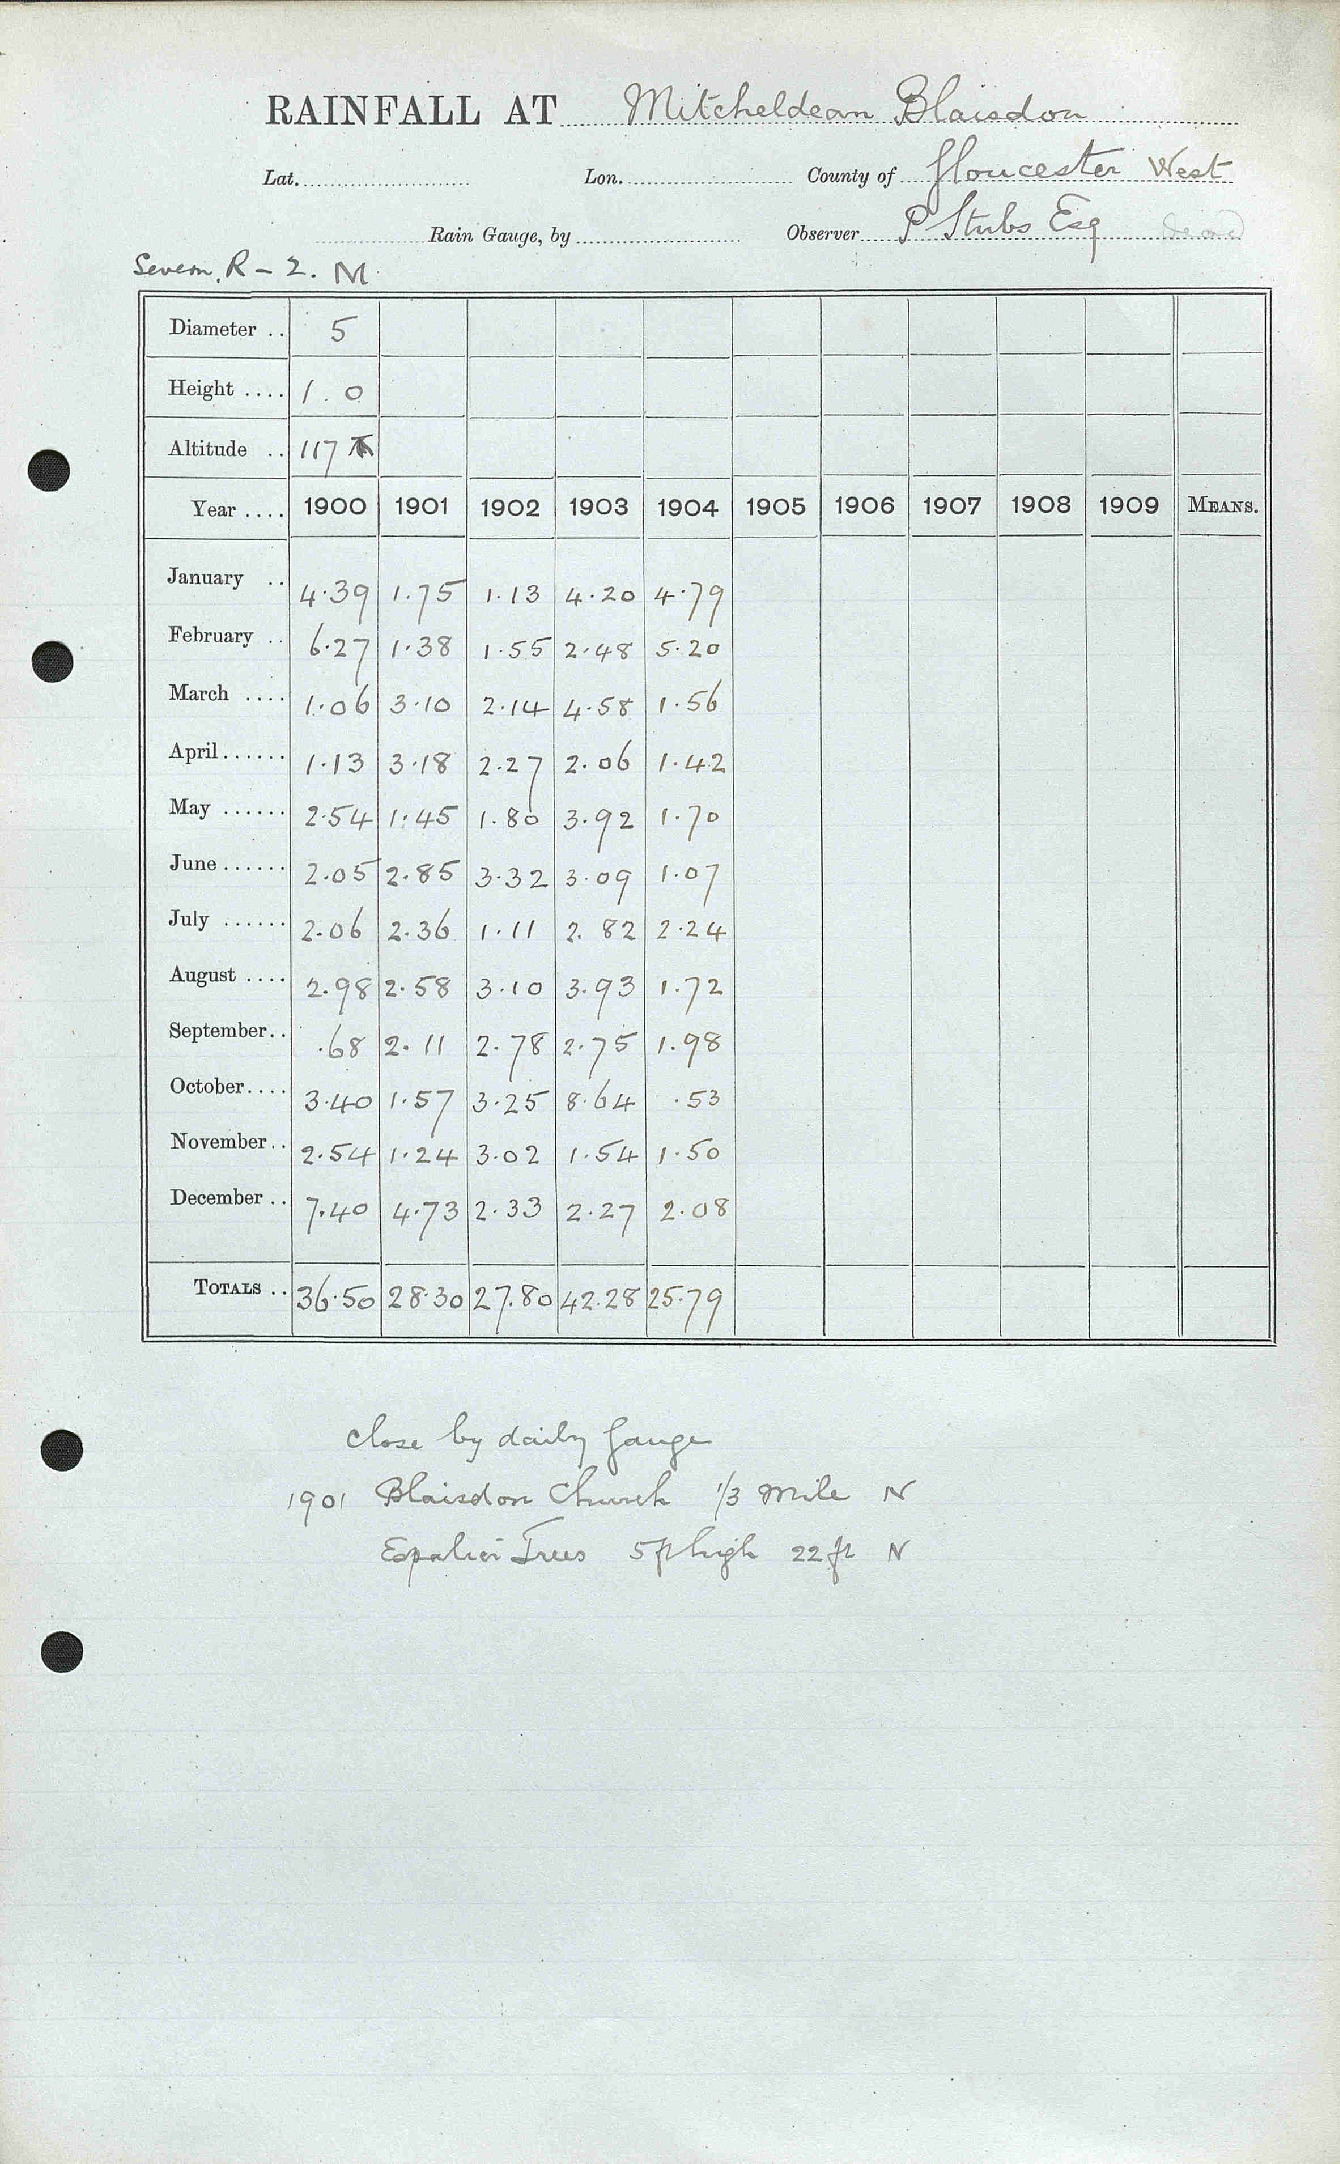 RAINFALL AT Mitcheldean Blaisdon
Lat. Lon. County of Gloucester West
Rain Gauge, by Observer P Stubs Esq dead
Severn. R – 2. M.
Diameter .. 5
Height .... 1 . 0
Altitude .. 117
Year .... 1900 1901 1902 1903 1904 1905 1906 1907 1908 1909 MEANS.
January .. 4.39 1.75 1.13 4.20 4.79
February .. 6.27 1.38 1.55 2.48 5.20
March .... 1.06 3.10 2.14 4.58 1.56
April ...... 1.13 3.18 2.27 2.06 1.42
May ...... 2.54 1.45 1.80 3.92 1.70
June ...... 2.05 2.85 3.32 3.09 1.07
July ...... 2.06 2.36 1.11 2.82 2.24
August .... 2.98 2.58 3.10 3.93 1.72
September.. .68 2.11 2.78 2.75 1.98
October.... 3.40 1.57 3.25 8.64 .53
November.. 2.54 1.24 3.02 1.54 1.50
December .. 7.40 4.73 2.33 2.27 2.08
TOTALS .. 36.50 28.30 27.80 42.28 25.79
Close by daily gauge
1901 Blaisdon Church 1/3 mile N
Espalier Trees 5 ft high 22 ft N